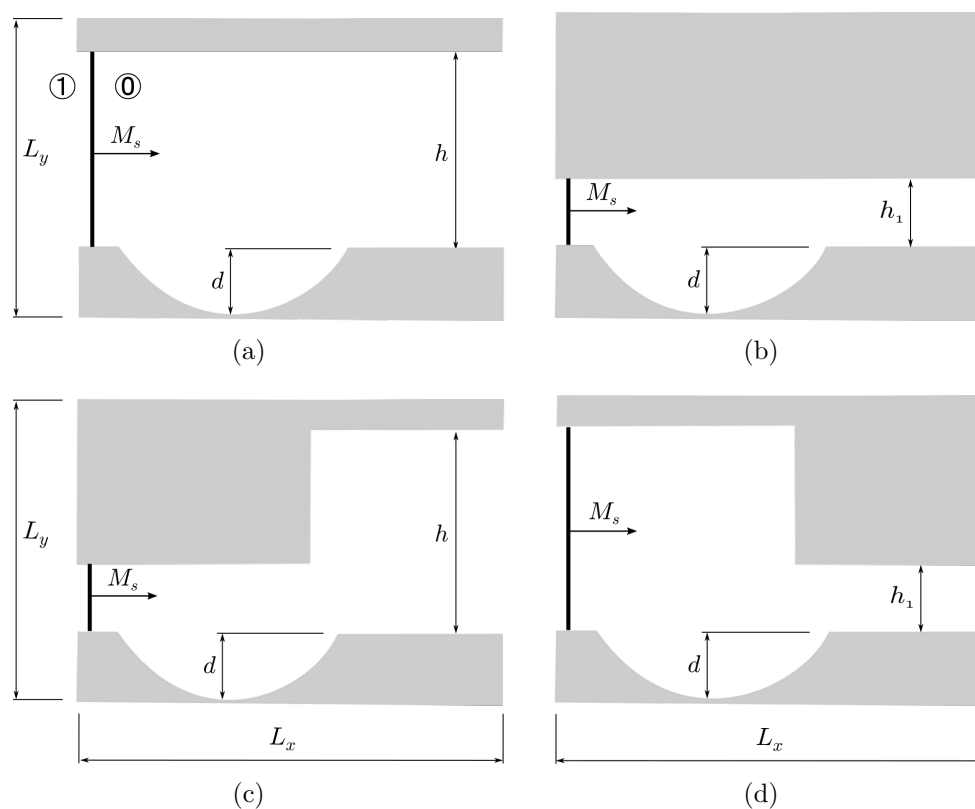 ① ⓪
M_s
L_y
h
d
(a)
M_s
h_1
d
(b)
M_s
L_y
h
d
L_x
(c)
M_s
h_1
d
L_x
(d)